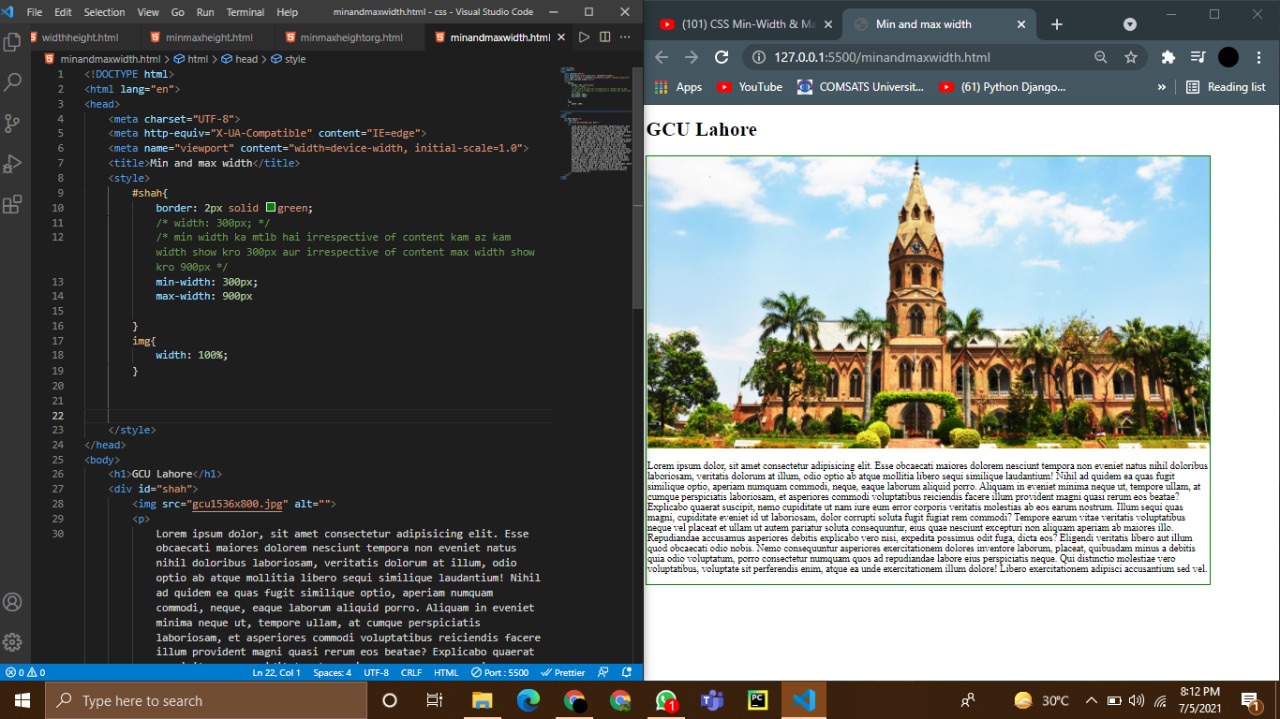 File Edit Selection View Go Run Terminal Help minandmaxwidth.html - css - Visual Studio Code
widthheight.html minmaxheight.html minmaxheightorg.html minandmaxwidth.html
minandmaxwidth.html > html > head > style
1 <!DOCTYPE html>
2 <html lang="en">
3 <head>
4 <meta charset="UTF-8">
5 <meta http-equiv="X-UA-Compatible" content="IE=edge">
6 <meta name="viewport" content="width=device-width, initial-scale=1.0">
7 <title>Min and max width</title>
8 <style>
9 #shah{
10 border: 2px solid green;
11 /* width: 300px; */
12 /* min width ka mtlb hai irrespective of content kam az kam
width show kro 300px aur irrespective of content max width show
kro 900px */
13 min-width: 300px;
14 max-width: 900px
15
16 }
17 img{
18 width: 100%;
19 }
20
21
22
23 </style>
24 </head>
25 <body>
26 <h1>GCU Lahore</h1>
27 <div id="shah">
28 <img src="gcu1536x800.jpg" alt="">
29 <p>
30 Lorem ipsum dolor, sit amet consectetur adipisicing elit. Esse
obcaecati maiores dolorem nesciunt tempora non eveniet natus
nihil doloribus laboriosam, veritatis dolorum at illum, odio
optio ab atque mollitia libero sequi similique laudantium! Nihil
ad quidem ea quas fugit similique optio, aperiam numquam
commodi, neque, eaque laborum aliquid porro. Aliquam in eveniet
minima neque ut, tempore ullam, at cumque perspiciatis
laboriosam, et asperiores commodi voluptatibus reiciendis facere
illum provident magni quasi rerum eos beatae? Explicabo quaerat
0 0 Ln 22, Col 1 Spaces: 4 UTF-8 CRLF HTML Port : 5500 Prettier
(101) CSS Min-Width & Ma Min and max width
127.0.0.1:5500/minandmaxwidth.html
Apps YouTube COMSATS Universit... (61) Python Django... » Reading list
GCU Lahore
Lorem ipsum dolor, sit amet consectetur adipisicing elit. Esse obcaecati maiores dolorem nesciunt tempora non eveniet natus nihil doloribus
laboriosam, veritatis dolorum at illum, odio optio ab atque mollitia libero sequi similique laudantium! Nihil ad quidem ea quas fugit
similique optio, aperiam numquam commodi, neque, eaque laborum aliquid porro. Aliquam in eveniet minima neque ut, tempore ullam, at
cumque perspiciatis laboriosam, et asperiores commodi voluptatibus reiciendis facere illum provident magni quasi rerum eos beatae?
Explicabo quaerat suscipit, nemo cupiditate ut nam iure eum error corporis veritatis molestias ab eos earum nostrum. Illum sequi quas
magni, cupiditate eveniet id ut laboriosam, dolor corrupti soluta fugit fugiat rem commodi? Tempore earum vitae veritatis voluptatibus
neque vel placeat et ullam ut autem pariatur soluta consequuntur, eius quae nesciunt excepturi non aliquam aperiam ab maiores illo.
Repudiandae accusamus asperiores debitis explicabo vero nisi, expedita possimus odit fuga, dicta eos? Eligendi veritatis libero aut illum
quod obcaecati odio nobis. Nemo consequuntur asperiores exercitationem dolores inventore laborum, placeat, quibusdam minus a debitis
quia odio voluptatum, porro consectetur numquam quos ad repudiandae labore eius perspiciatis neque. Qui distinctio molestiae vero
voluptatibus, voluptate sit perferendis enim, atque ea unde exercitationem illum dolore! Libero exercitationem adipisci accusantium sed vel.
Type here to search 1 PC 30°C 8:12 PM
7/5/2021 1